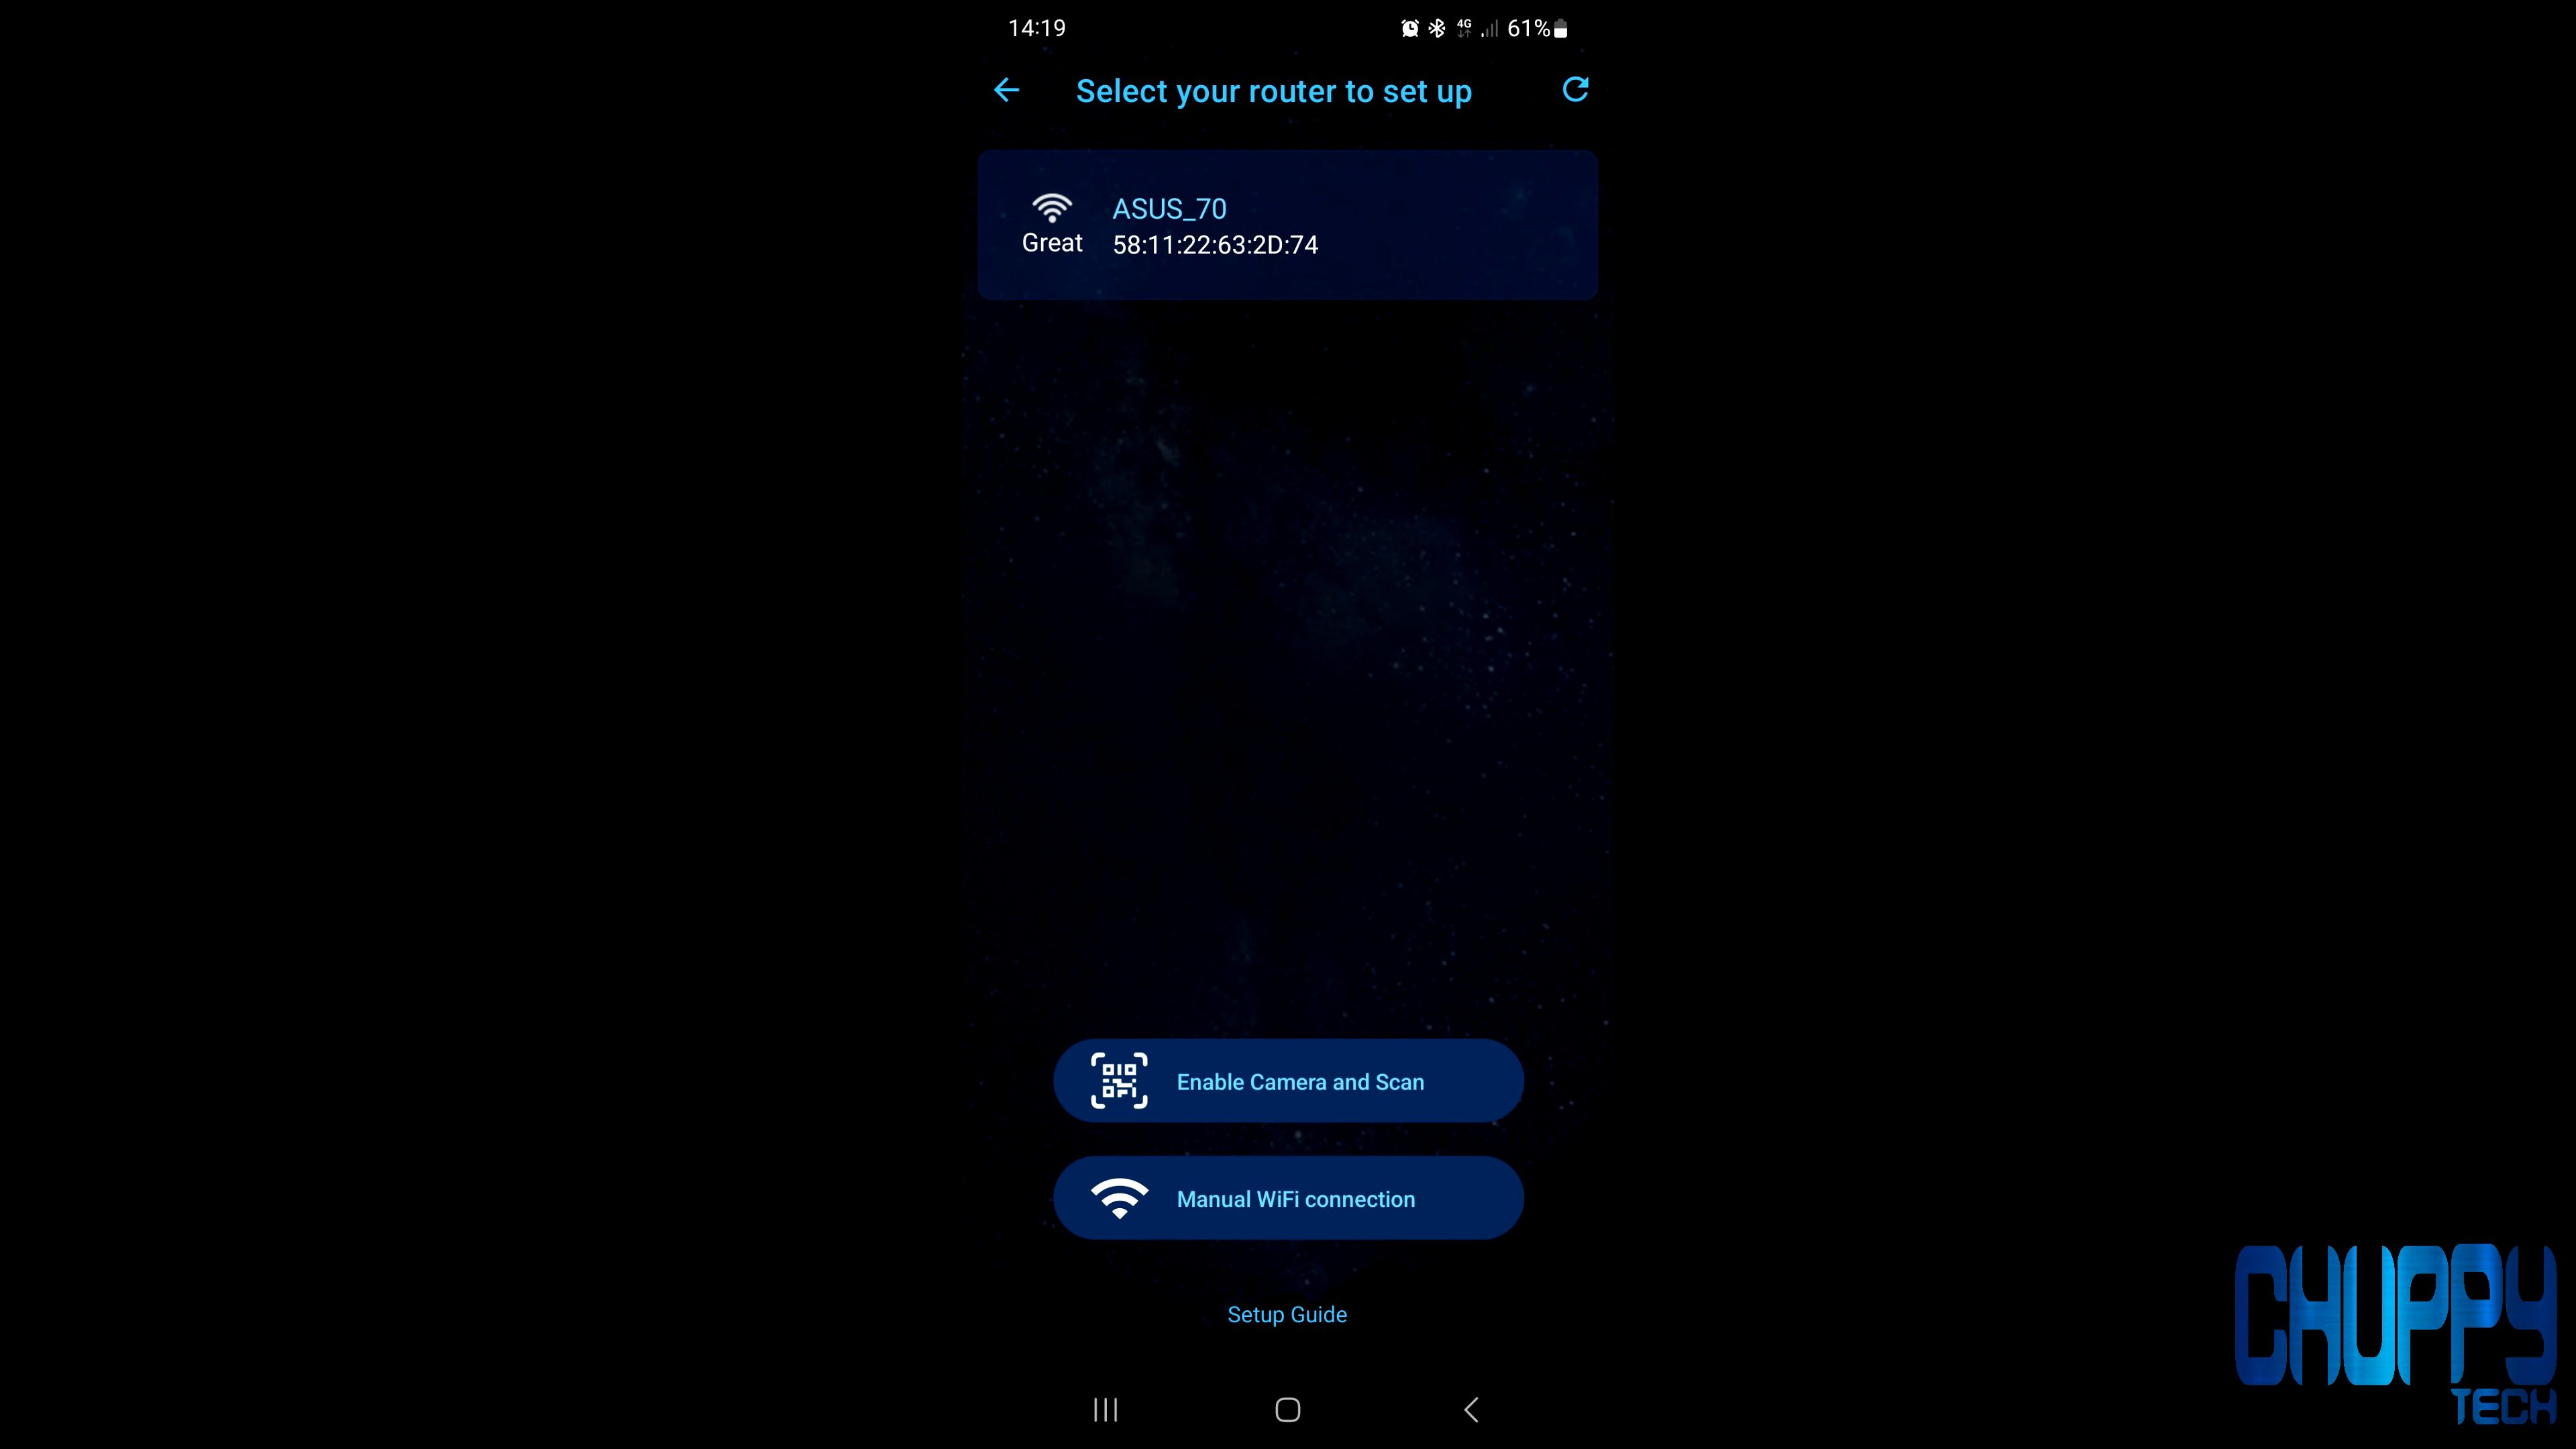 14:19
4G
61%
Select your router to set up
ASUS_70
Great
58:11:22:63:2D:74
Enable Camera and Scan
Manual WiFi connection
Setup Guide
CHUPPY
TECH